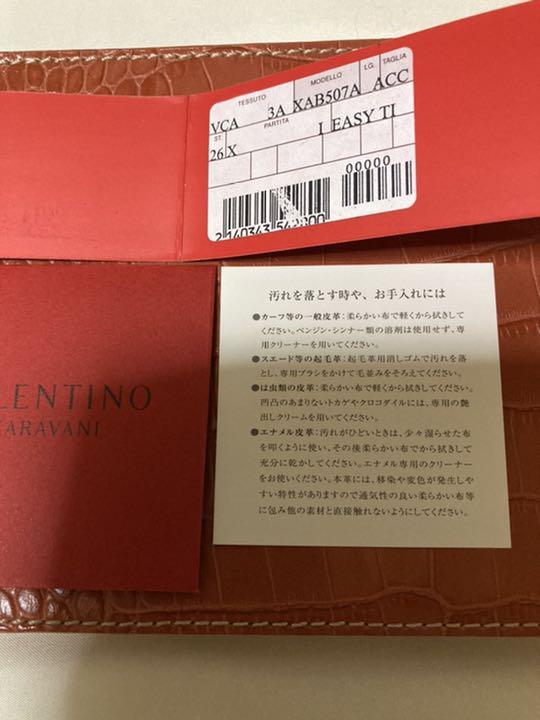 TESSUTO MODELLO LG. TAGLIA
VCA 3A XAB507A ACC
ST. PARTITA
26 X I EASY TI
00000
LENTINO
ARAVANI
汚れを落とす時や、お手入れには
●カーフ等の一般皮革:柔らかい布で軽くから拭きして
ください。ベンジン・シンナー類の溶剤は使用せず、専
用クリーナーを用いてください。
●スエード等の起毛革:起毛革用消しゴムで汚れを落
とし、専用ブラシをかけて毛並みをそろえてください。
●は虫類の皮革:柔らかい布で軽くから拭きしてください。
凹凸のあまりないトカゲやクロコダイルには、専用の艶
出しクリームを用いてください。
●エナメル皮革:汚れがひどいときは、少々湿らせた布
を叩くように使い、その後柔らかい布でから拭きして
充分に乾かしてください。エナメル専用のクリーナー
をお使いください。本革には、移染や変色が発生しや
すい特性がありますので通気性の良い柔らかい布等
に包み他の素材と直接触れないようにしてください。